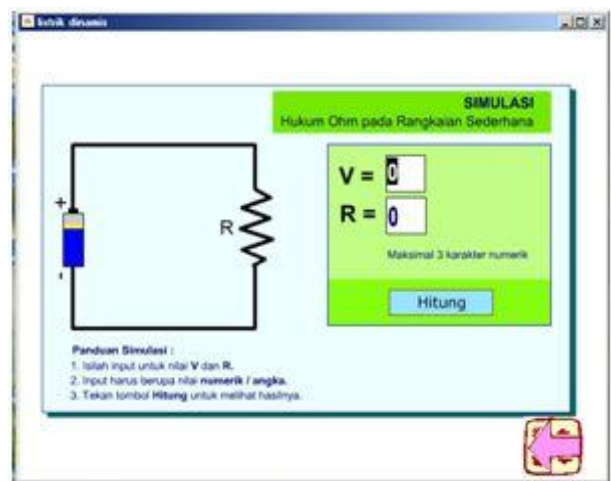 listrik dinamis
SIMULASI
Hukum Ohm pada Rangkaian Sederhana
+
R
-
V = 0
R = 0
Maksimal 3 karakter numerik
Hitung
Panduan Simulasi :
1. Isilah input untuk nilai V dan R.
2. Input harus berupa nilai numerik / angka.
3. Tekan tombol Hitung untuk melihat hasilnya.